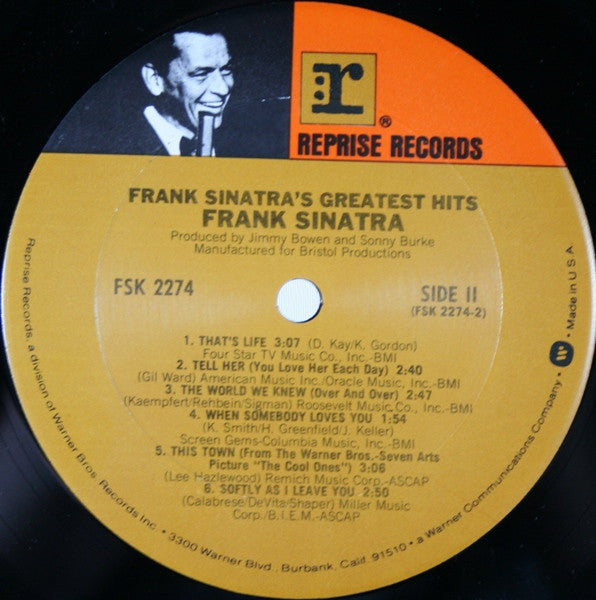 r®
REPRISE RECORDS
FRANK SINATRA'S GREATEST HITS
FRANK SINATRA
Produced by Jimmy Bowen and Sonny Burke
Manufactured for Bristol Productions
FSK 2274
SIDE II
(FSK 2274-2)
1. THAT'S LIFE 3:07 (D. Kay/K. Gordon)
Four Star TV Music Co., Inc.-BMI
2. TELL HER (You Love Her Each Day) 2:40
(Gil Ward) American Music Inc./Oracle Music, Inc.-BMI
3. THE WORLD WE KNEW (Over And Over) 2:47
(Kaempfert/Rehbein/Sigman) Roosevelt Music Co., Inc.-BMI
4. WHEN SOMEBODY LOVES YOU 1:54
(K. Smith/H. Greenfield/J. Keller)
Screen Gems-Columbia Music, Inc.-BMI
5. THIS TOWN (From The Warner Bros.-Seven Arts
Picture "The Cool Ones") 3:06
(Lee Hazlewood) Remich Music Corp.-ASCAP
6. SOFTLY AS I LEAVE YOU 2:50
(Calabrese/DeVita/Shaper) Miller Music
Corp./B.I.E.M.-ASCAP
Reprise Records, a division of Warner Bros. Records Inc. • 3300 Warner Blvd., Burbank, Calif. 91510 • a Warner Communications Company • W • Made in U.S.A.